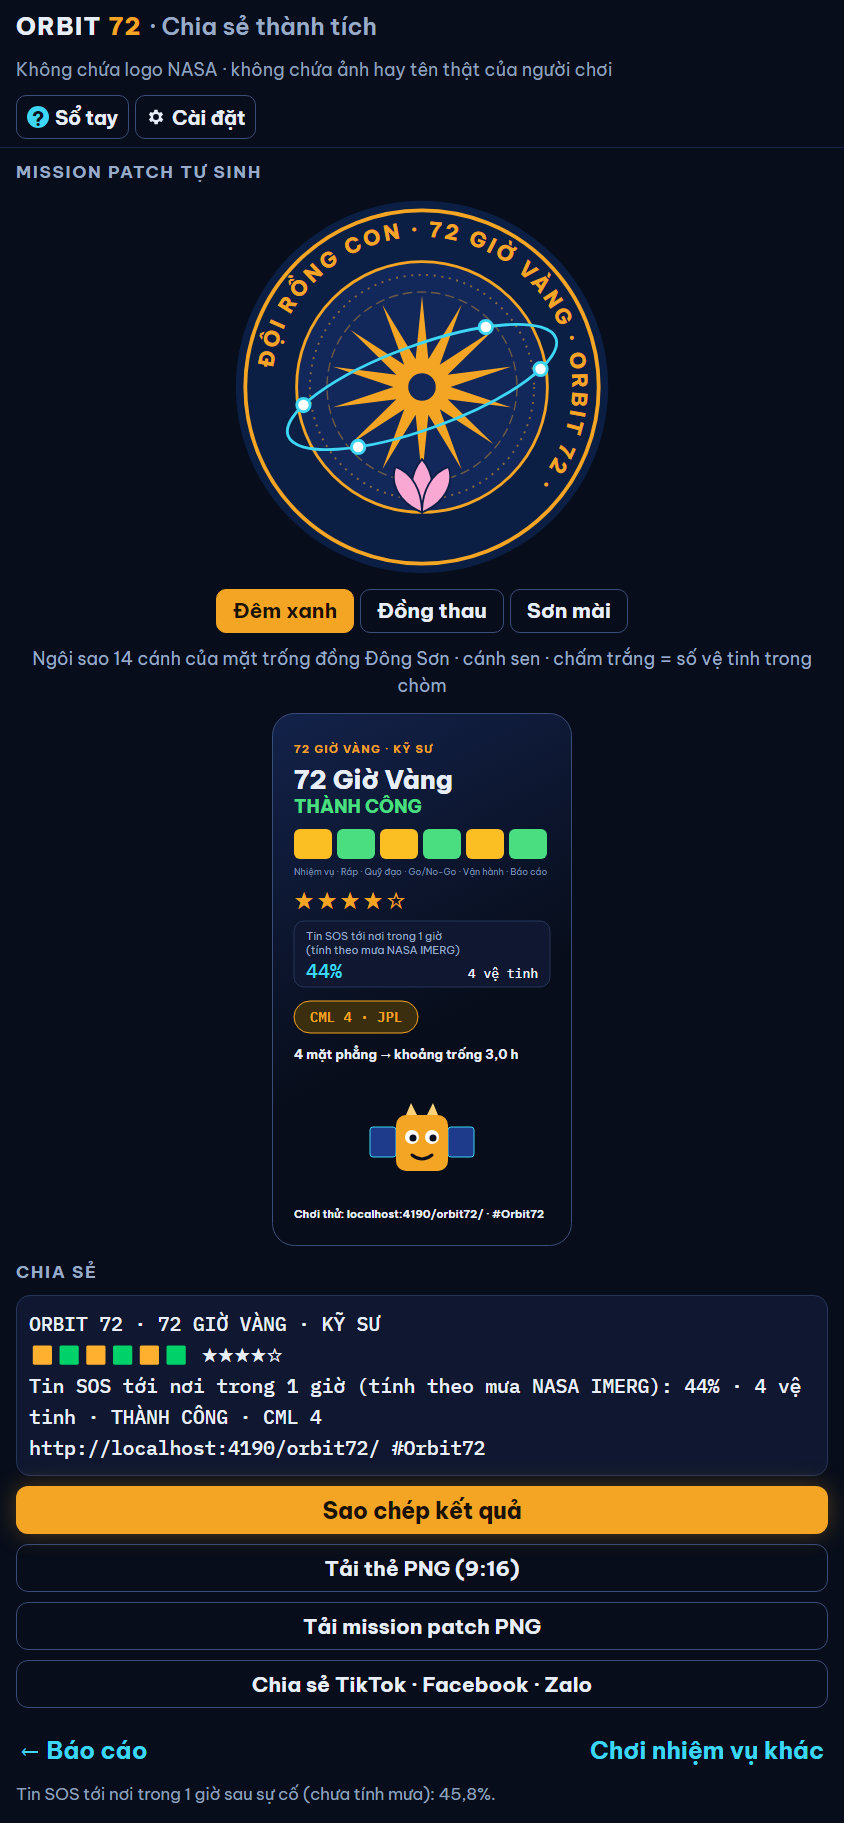 ORBIT 72 · Chia sẻ thành tích
Không chứa logo NASA · không chứa ảnh hay tên thật của người chơi
? Sổ tay
Cài đặt
MISSION PATCH TỰ SINH
ĐỘI RỒNG CON · 72 GIỜ VÀNG · ORBIT 72 ·
Đêm xanh
Đồng thau
Sơn mài
Ngôi sao 14 cánh của mặt trống đồng Đông Sơn · cánh sen · chấm trắng = số vệ tinh trong
chòm
72 GIỜ VÀNG · KỸ SƯ
72 Giờ Vàng
THÀNH CÔNG
Nhiệm vụ · Ráp · Quỹ đạo · Go/No-Go · Vận hành · Báo cáo
★★★★☆
Tin SOS tới nơi trong 1 giờ
(tính theo mưa NASA IMERG)
44%
4 vệ tinh
CML 4 · JPL
4 mặt phẳng → khoảng trống 3,0 h
Chơi thử: localhost:4190/orbit72/ · #Orbit72
CHIA SẺ
ORBIT 72 · 72 GIỜ VÀNG · KỸ SƯ
🟧🟩🟧🟩🟧🟩 ★★★★☆
Tin SOS tới nơi trong 1 giờ (tính theo mưa NASA IMERG): 44% · 4 vệ
tinh · THÀNH CÔNG · CML 4
http://localhost:4190/orbit72/ #Orbit72
Sao chép kết quả
Tải thẻ PNG (9:16)
Tải mission patch PNG
Chia sẻ TikTok · Facebook · Zalo
← Báo cáo
Chơi nhiệm vụ khác
Tin SOS tới nơi trong 1 giờ sau sự cố (chưa tính mưa): 45,8%.